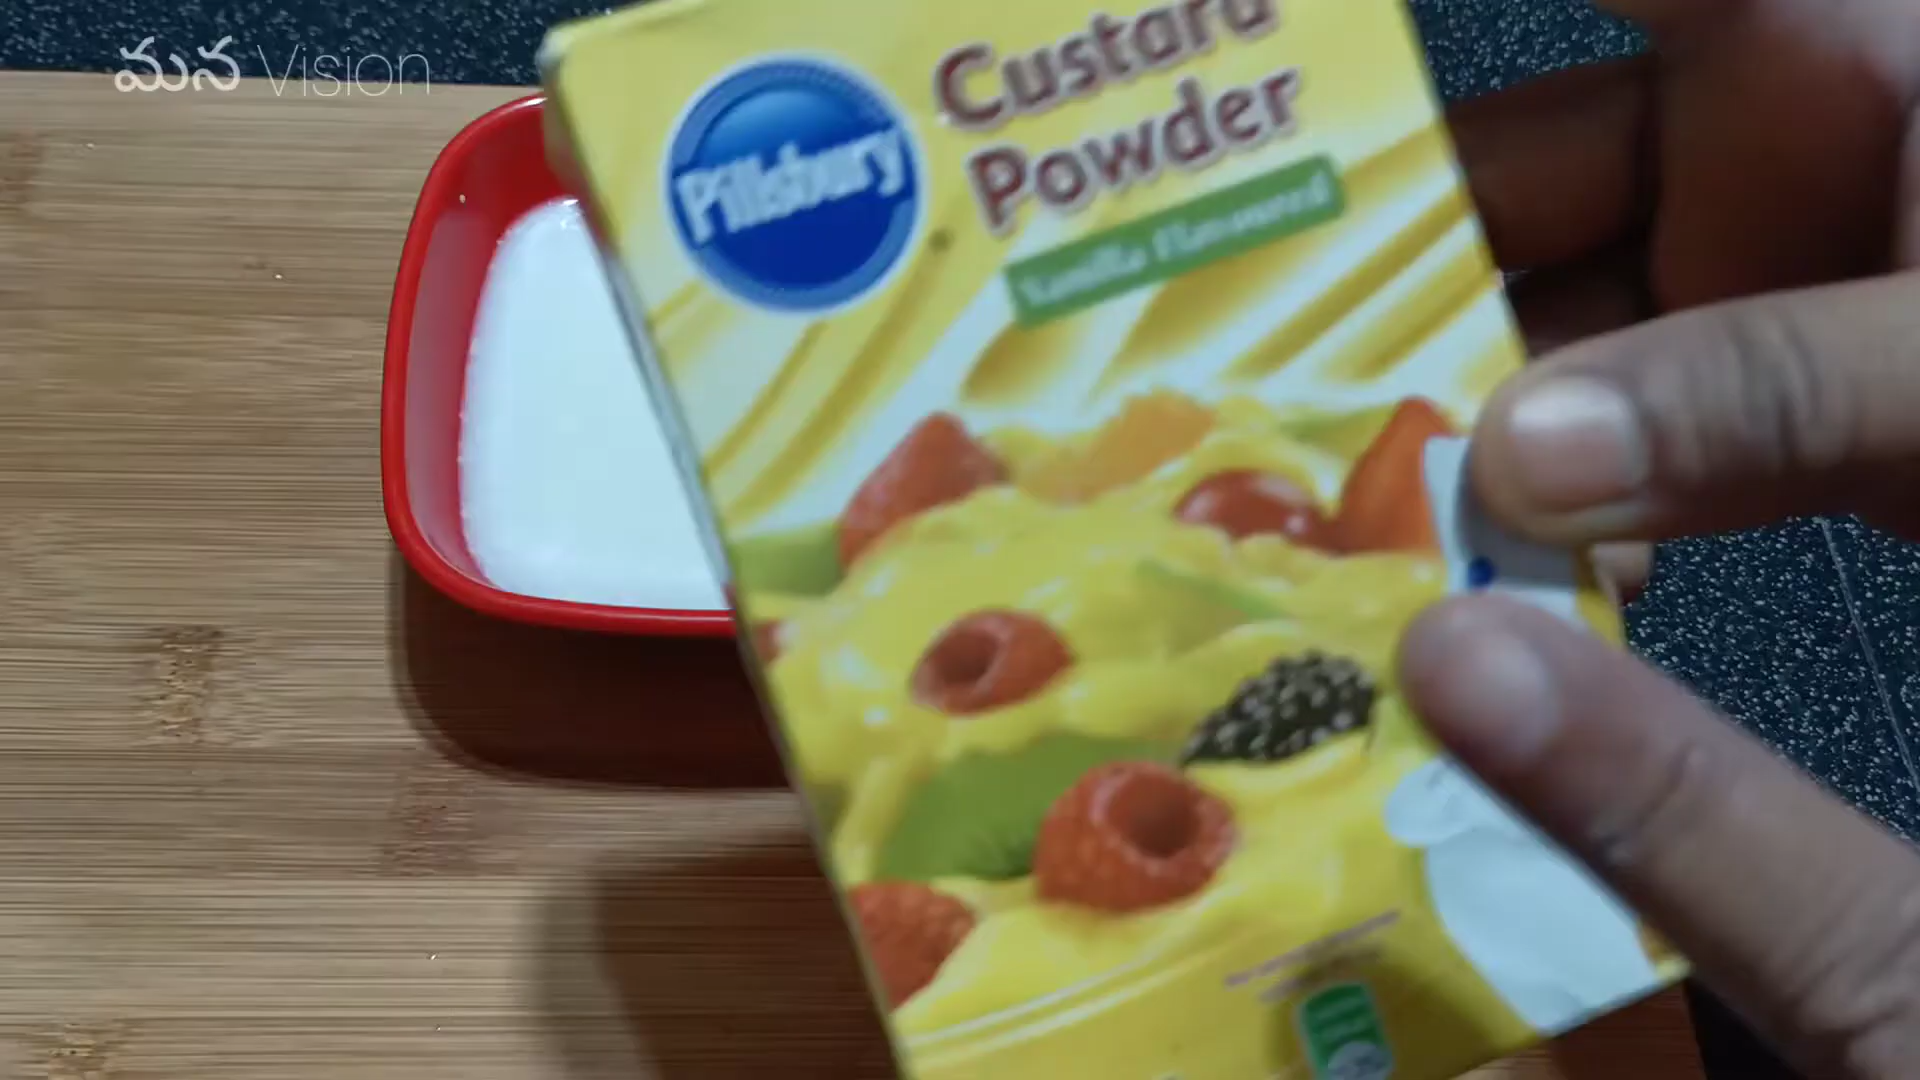 మన Vision
Pillsbury
Custard
Powder
Vanilla Flavoured